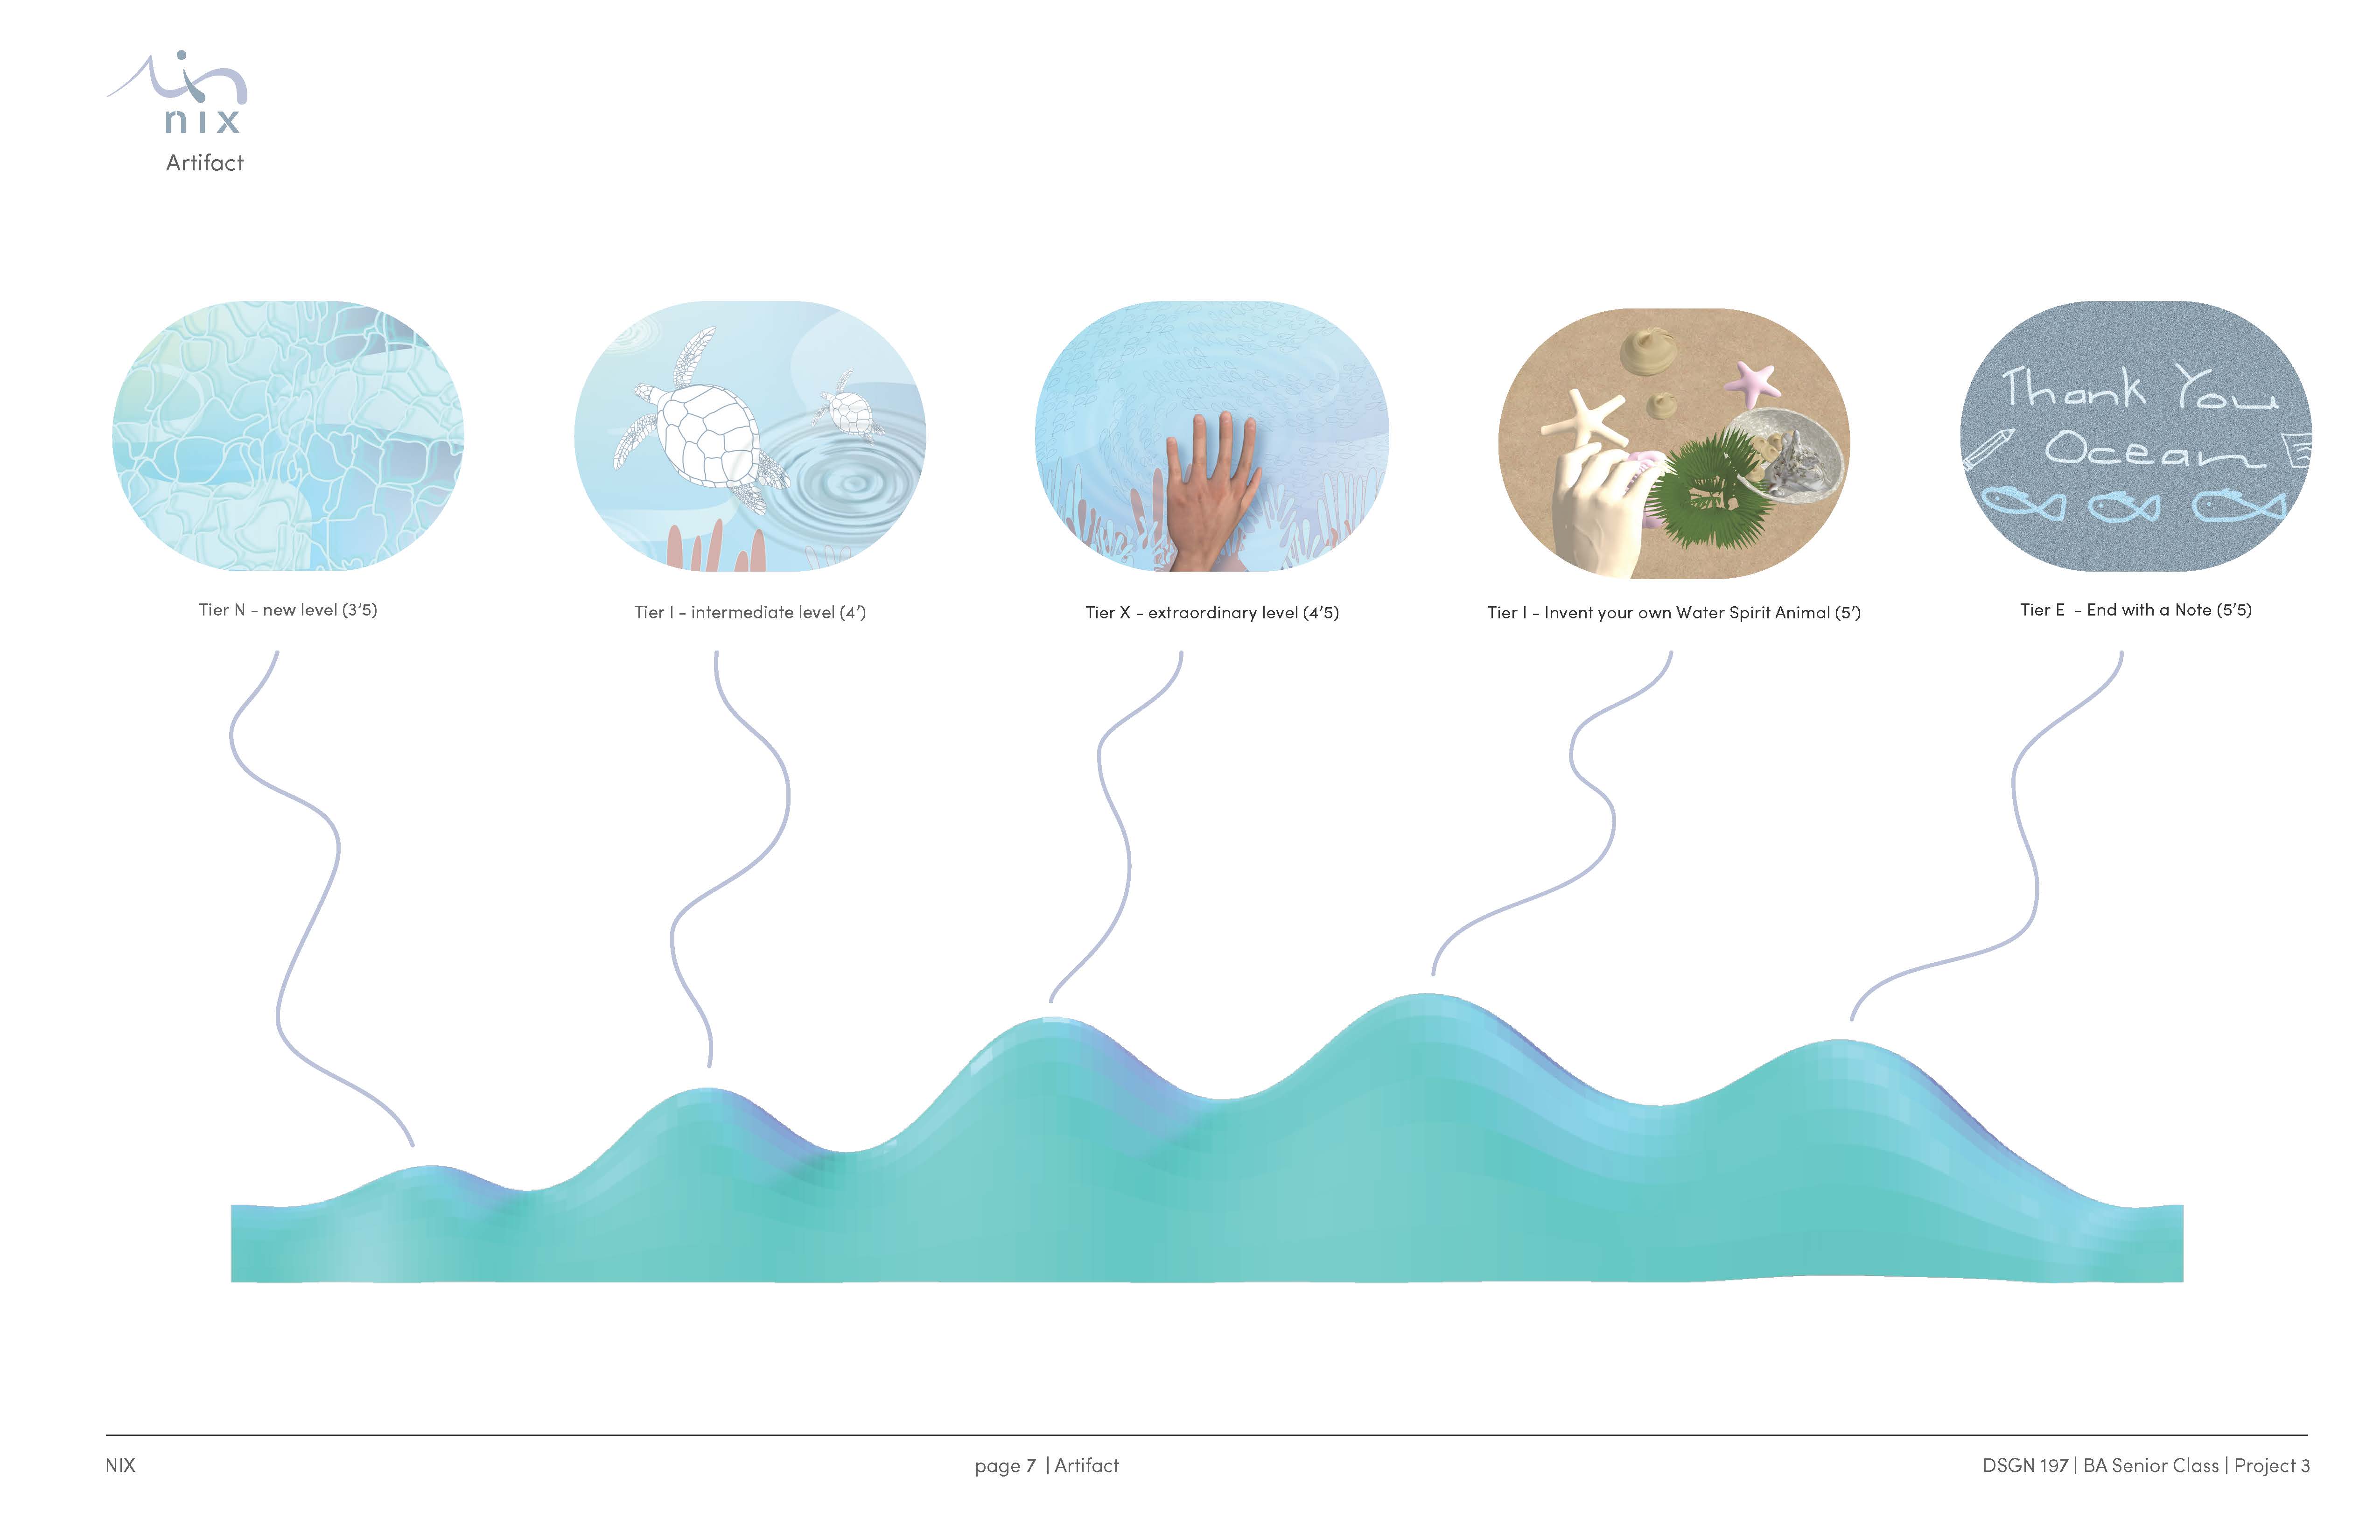 nix
Artifact
Thank You
Ocean
Tier N - new level (3'5)
Tier I - intermediate level (4')
Tier X - extraordinary level (4'5)
Tier I - Invent your own Water Spirit Animal (5')
Tier E - End with a Note (5'5)
NIX
page 7 | Artifact
DSGN 197 | BA Senior Class | Project 3